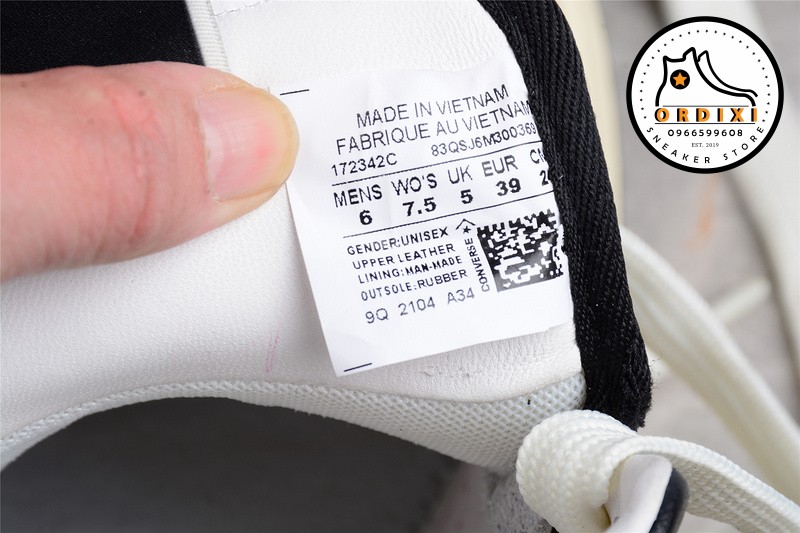 MADE IN VIETNAM
FABRIQUE AU VIETNAM
172342C 83QSJ6M300369
MENS WO'S UK EUR
6 7.5 5 39
GENDER:UNISEX
UPPER LEATHER
LINING:MAN-MADE
OUTSOLE:RUBBER
CONVERSE
9Q 2104 A34
ORDIXI
0966599608
EST. 2019
SNEAKER STORE